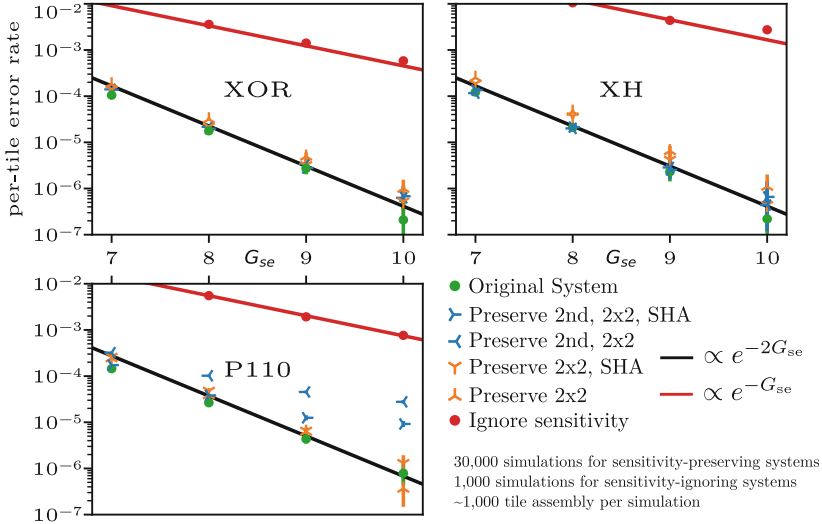 per-tile error rate
10⁻²
10⁻³
10⁻⁴
10⁻⁵
10⁻⁶
10⁻⁷
XOR
7 8 G_se 9 10
10⁻²
10⁻³
10⁻⁴
10⁻⁵
10⁻⁶
10⁻⁷
XH
7 8 G_se 9 10
10⁻²
10⁻³
10⁻⁴
10⁻⁵
10⁻⁶
10⁻⁷
P110
Original System
Preserve 2nd, 2x2, SHA
Preserve 2nd, 2x2
Preserve 2x2, SHA
Preserve 2x2
Ignore sensitivity
∝ e^{−2G_se}
∝ e^{−G_se}
30,000 simulations for sensitivity-preserving systems
1,000 simulations for sensitivity-ignoring systems
~1,000 tile assembly per simulation